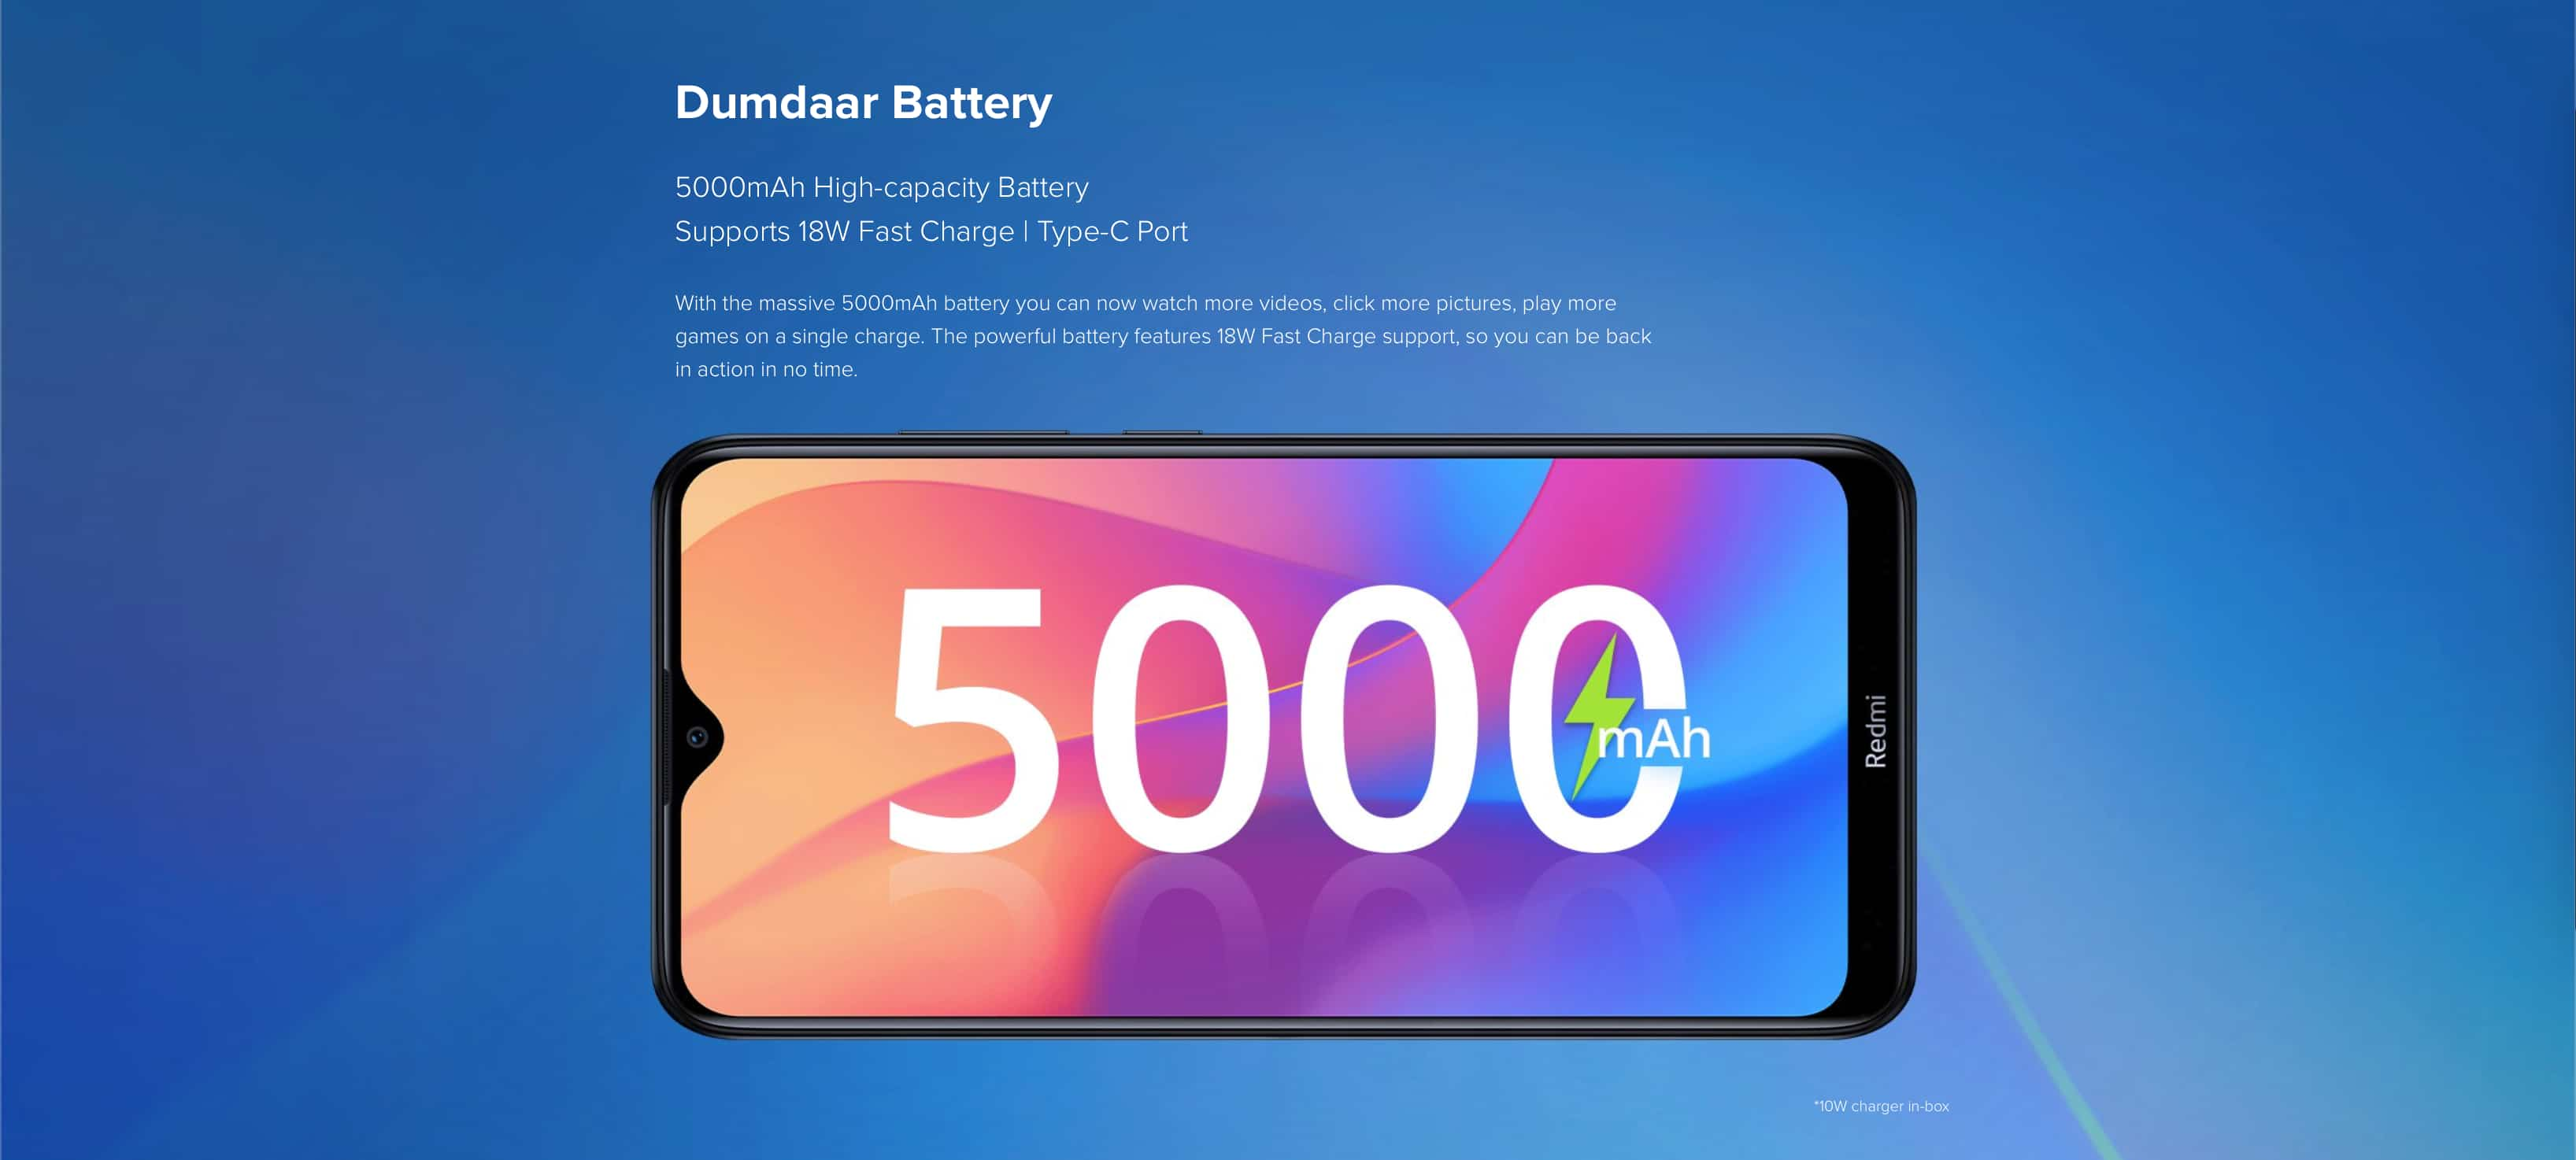 Dumdaar Battery
5000mAh High-capacity Battery
Supports 18W Fast Charge | Type-C Port
With the massive 5000mAh battery you can now watch more videos, click more pictures, play more
games on a single charge. The powerful battery features 18W Fast Charge support, so you can be back
in action in no time.
5000
mAh
Redmi
*10W charger in-box